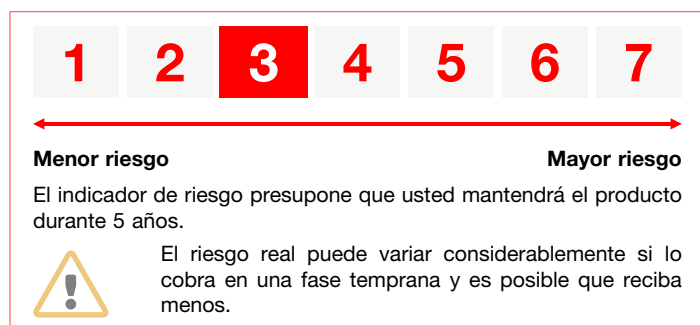 1 2 3 4 5 6 7
Menor riesgo Mayor riesgo
El indicador de riesgo presupone que usted mantendrá el producto
durante 5 años.
El riesgo real puede variar considerablemente si lo
cobra en una fase temprana y es posible que reciba
menos.